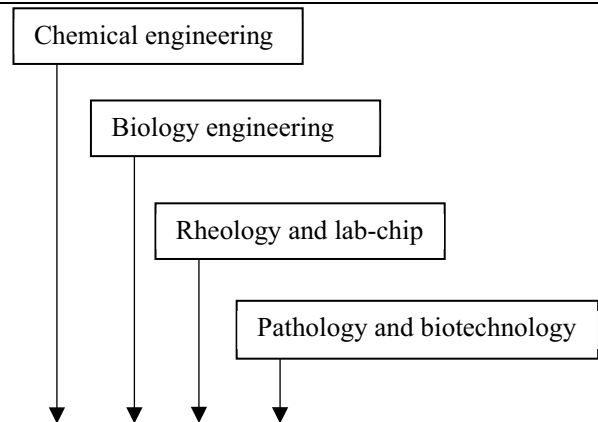 Chemical engineering
Biology engineering
Rheology and lab-chip
Pathology and biotechnology